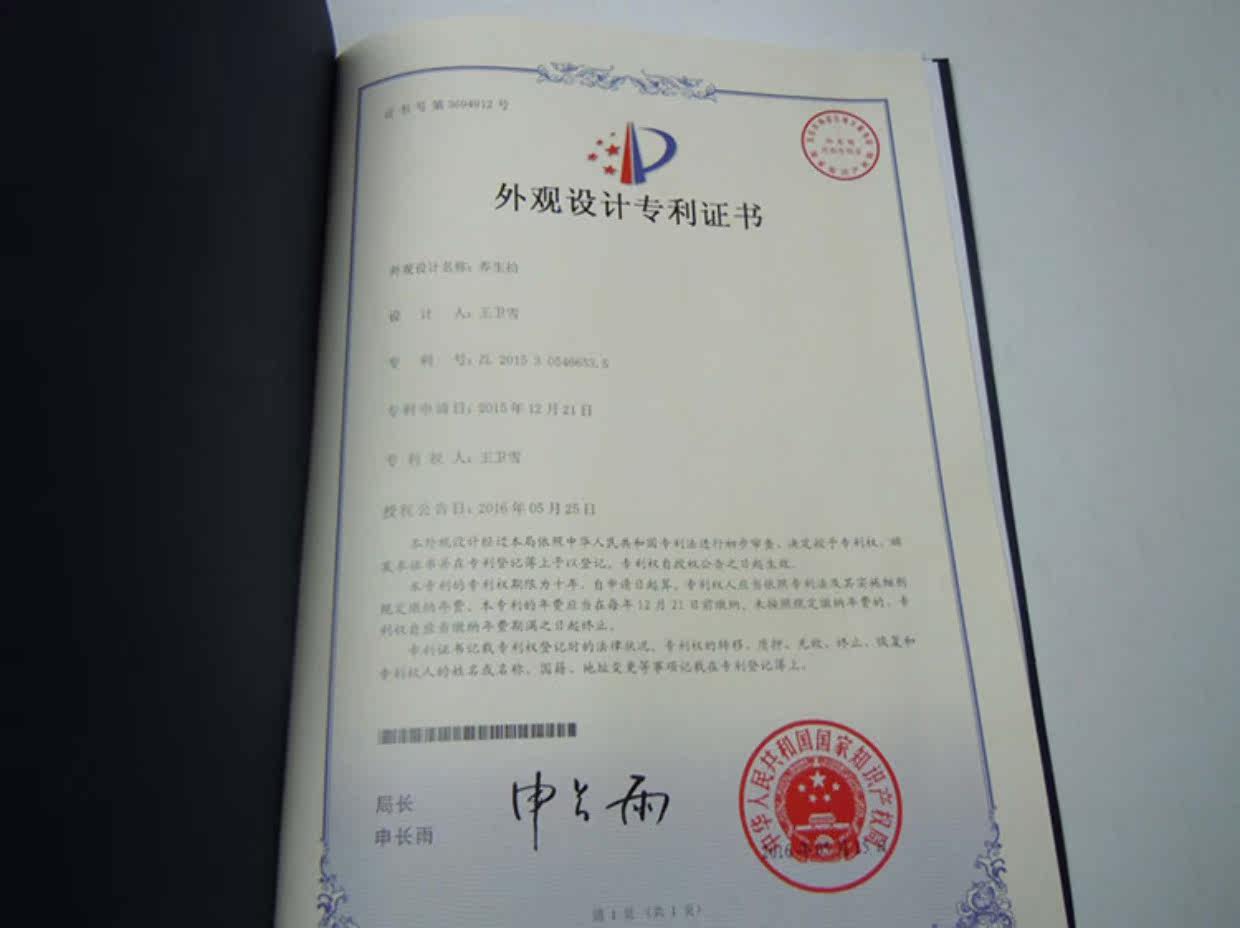 证书号第3694912号
外观设计专利证书
外观设计名称：养生枱
设 计 人：王卫雪
专 利 号：ZL 2015 3 0546653.5
专利申请日：2015年12月21日
专 利 权 人：王卫雪
授权公告日：2016年05月25日
本外观设计经过本局依照中华人民共和国专利法进行初步审查，决定授予专利权，颁
发本证书并在专利登记簿上予以登记。专利权自授权公告之日起生效。
本专利的专利权期限为十年，自申请日起算。专利权人应当依照专利法及其实施细则
规定缴纳年费。本专利的年费应当在每年12月21日前缴纳。未按照规定缴纳年费的，专
利权自应当缴纳年费期满之日起终止。
专利证书记载专利权登记时的法律状况。专利权的转移、质押、无效、终止、恢复和
专利权人的姓名或名称、国籍、地址变更等事项记载在专利登记簿上。
局长
申长雨
申长雨
中华人民共和国国家知识产权局
第1页（共1页）